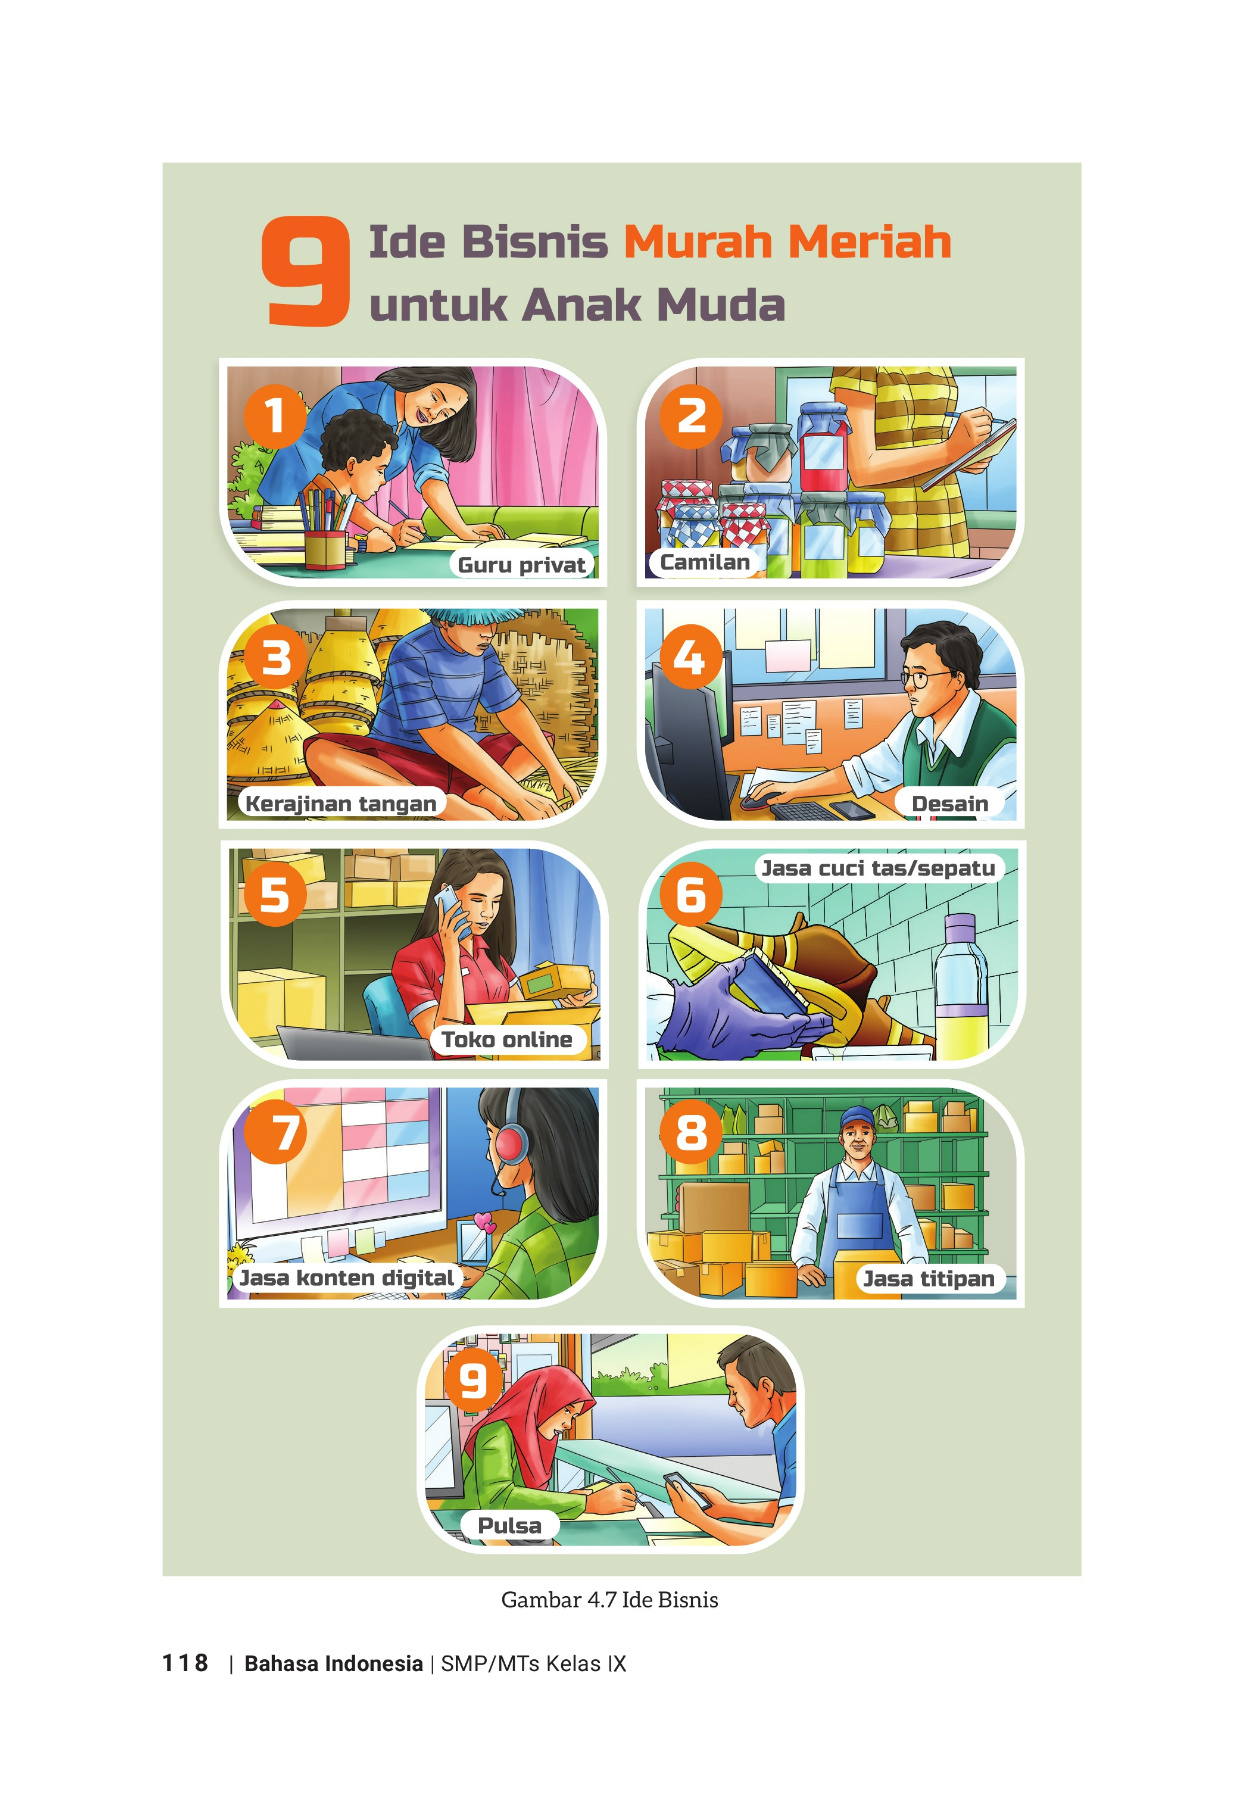 9 Ide Bisnis Murah Meriah
untuk Anak Muda
1
Guru privat
2
Camilan
3
Kerajinan tangan
4
Desain
5
Toko online
6
Jasa cuci tas/sepatu
7
Jasa konten digital
8
Jasa titipan
9
Pulsa
Gambar 4.7 Ide Bisnis
118 | Bahasa Indonesia | SMP/MTs Kelas IX